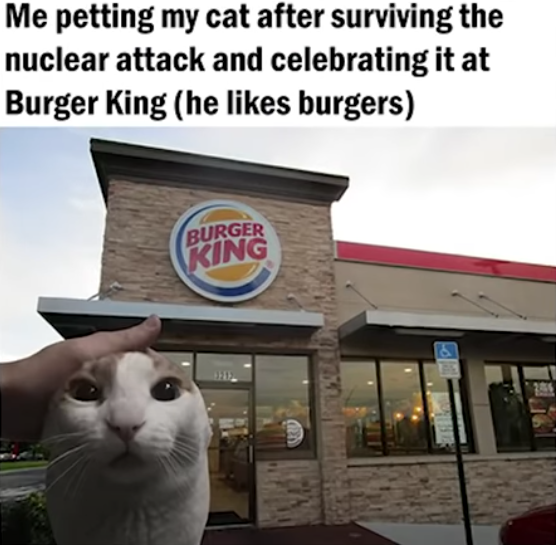 Me petting my cat after surviving the
nuclear attack and celebrating it at
Burger King (he likes burgers)
BURGER
KING
®